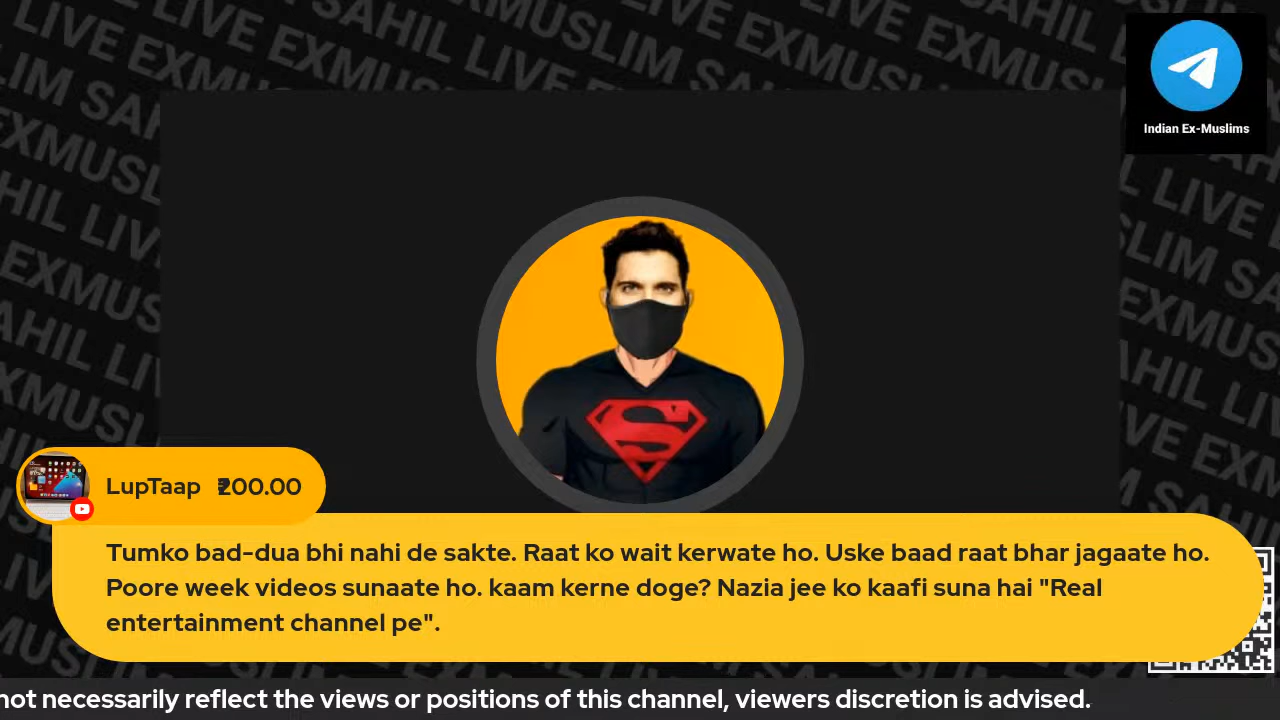 Indian Ex-Muslims
LupTaap ₹200.00
Tumko bad-dua bhi nahi de sakte. Raat ko wait kerwate ho. Uske baad raat bhar jagaate ho.
Poore week videos sunaate ho. kaam kerne doge? Nazia jee ko kaafi suna hai "Real
entertainment channel pe".
not necessarily reflect the views or positions of this channel, viewers discretion is advised.